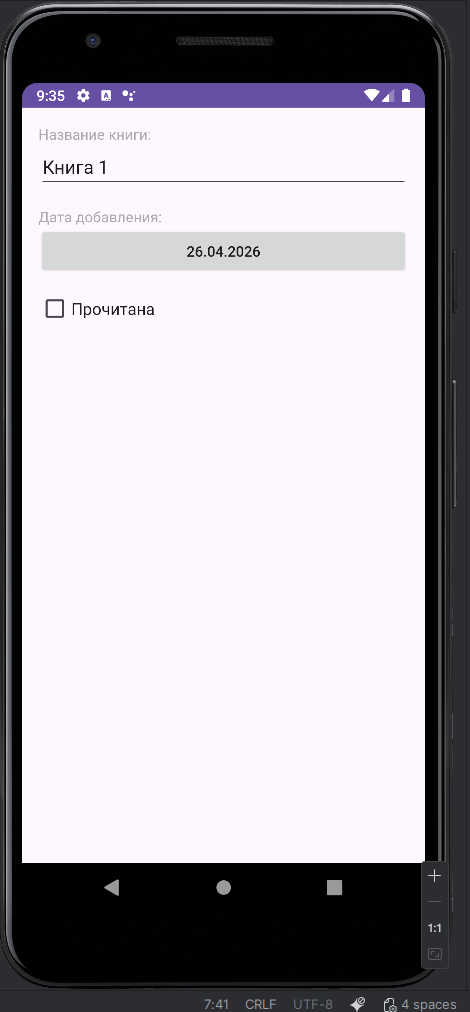 9:35
Название книги:
Книга 1
Дата добавления:
26.04.2026
Прочитана
1:1
7:41 CRLF UTF-8 4 spaces